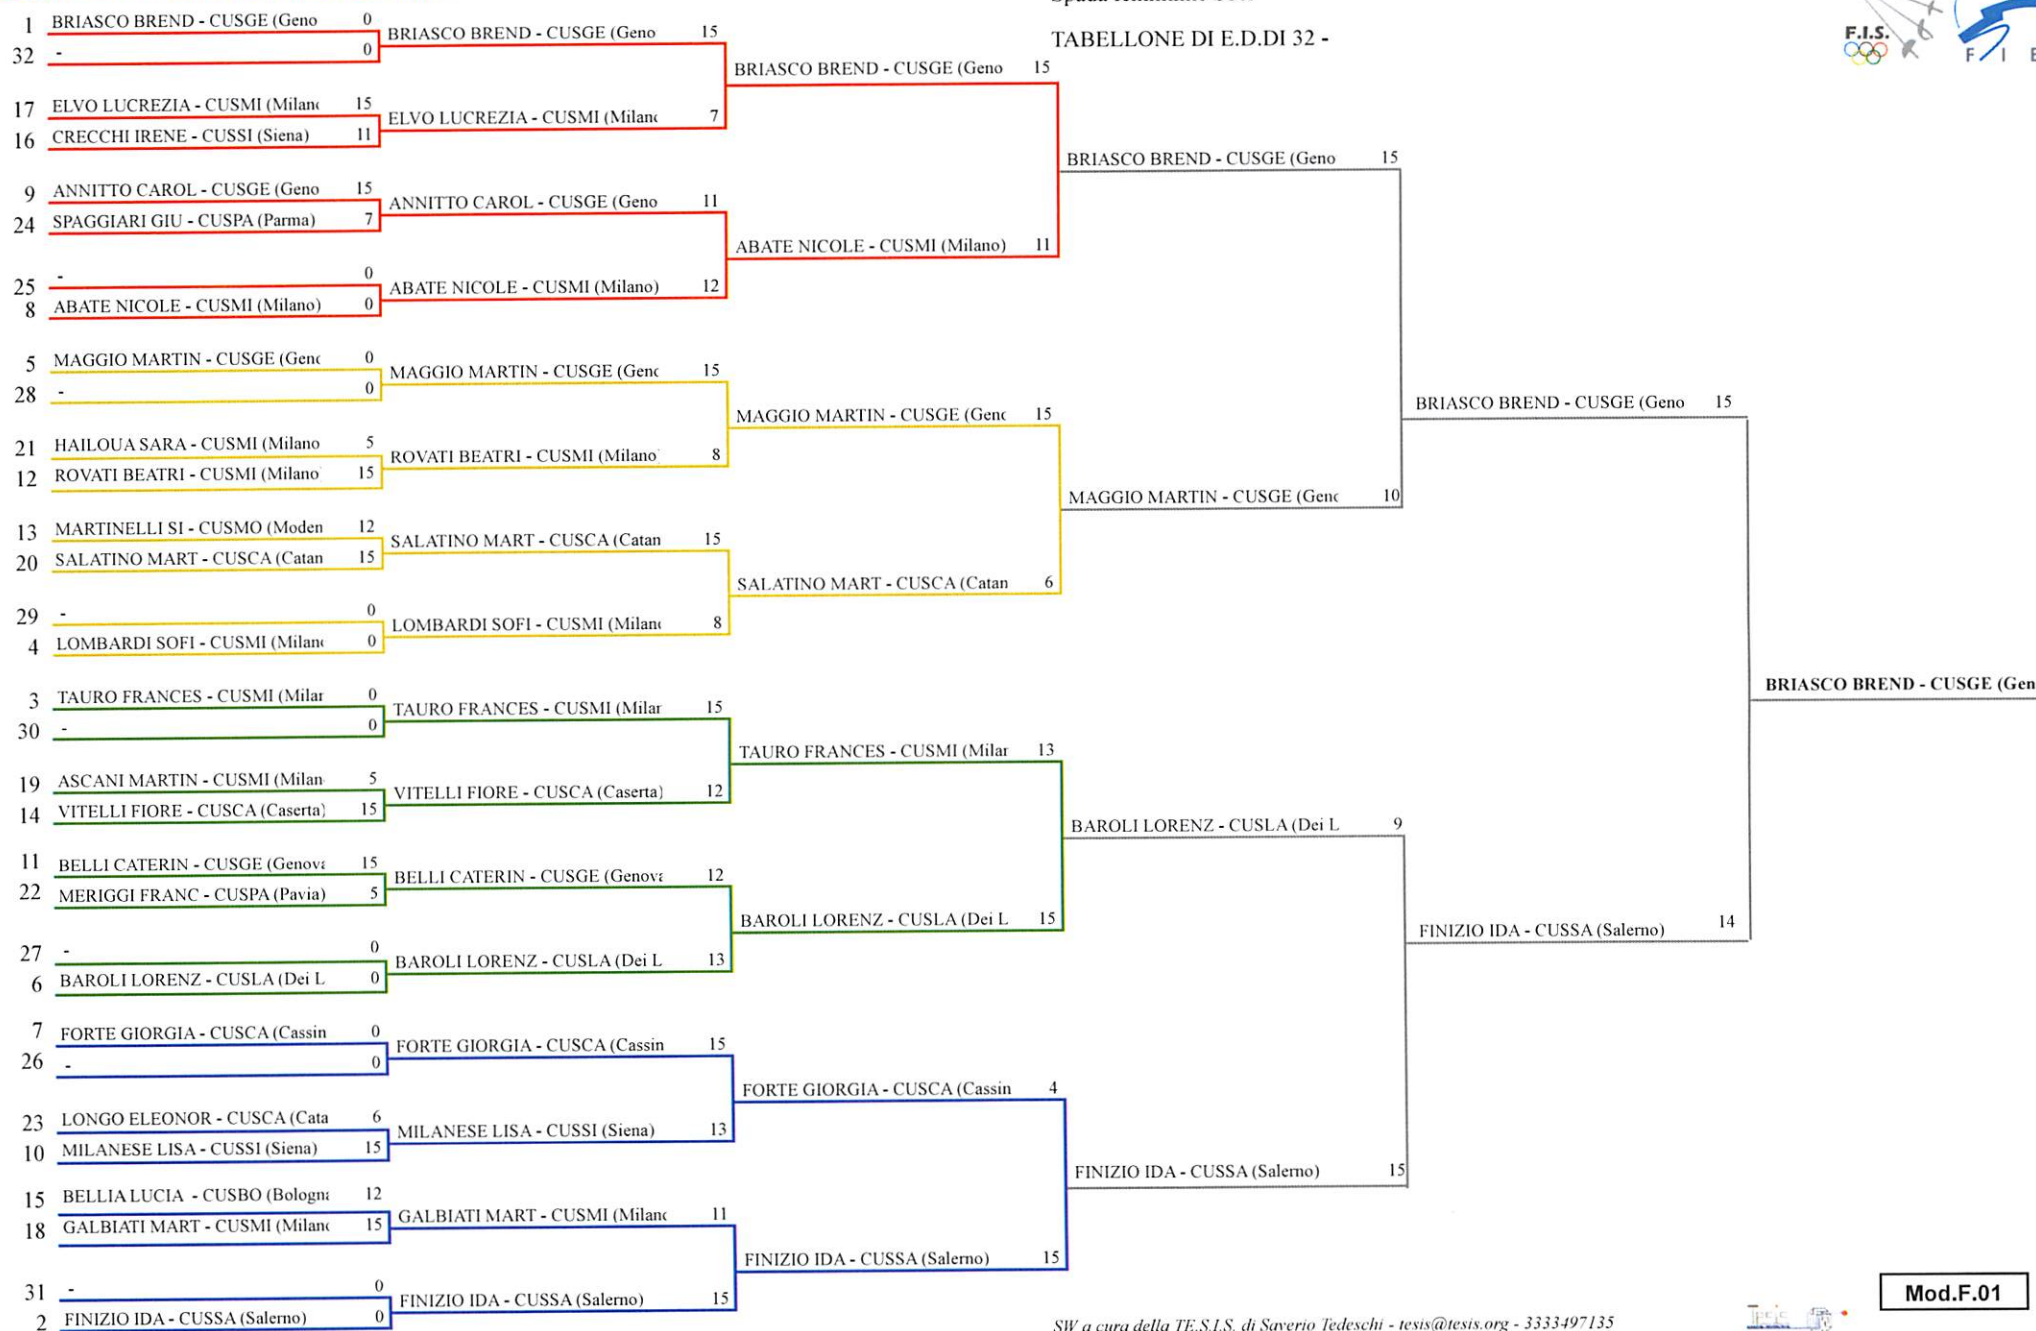 TABELLONE DI E.D.DI 32 -
F.I.S.
F I E
1 BRIASCO BREND - CUSGE (Geno 0
32 - 0
17 ELVO LUCREZIA - CUSMI (Milan 15
16 CRECCHI IRENE - CUSSI (Siena) 11
9 ANNITTO CAROL - CUSGE (Geno 15
24 SPAGGIARI GIU - CUSPA (Parma) 7
25 - 0
8 ABATE NICOLE - CUSMI (Milano) 0
5 MAGGIO MARTIN - CUSGE (Gen 0
28 - 0
21 HAILOUA SARA - CUSMI (Milano 5
12 ROVATI BEATRI - CUSMI (Milano 15
13 MARTINELLI SI - CUSMO (Moden 12
20 SALATINO MART - CUSCA (Catan 15
29 - 0
4 LOMBARDI SOFI - CUSMI (Milan 0
3 TAURO FRANCES - CUSMI (Mila 0
30 - 0
19 ASCANI MARTIN - CUSMI (Milan 5
14 VITELLI FIORE - CUSCA (Caserta) 15
11 BELLI CATERIN - CUSGE (Genova 15
22 MERIGGI FRANC - CUSPA (Pavia) 5
27 - 0
6 BAROLI LORENZ - CUSLA (Dei L 0
7 FORTE GIORGIA - CUSCA (Cassin 0
26 - 0
23 LONGO ELEONOR - CUSCA (Cata 6
10 MILANESE LISA - CUSSI (Siena) 15
15 BELLIA LUCIA - CUSBO (Bologna 12
18 GALBIATI MART - CUSMI (Milan 15
31 - 0
2 FINIZIO IDA - CUSSA (Salerno) 0
BRIASCO BREND - CUSGE (Geno 15
ELVO LUCREZIA - CUSMI (Milan 7
ANNITTO CAROL - CUSGE (Geno 11
ABATE NICOLE - CUSMI (Milano) 12
MAGGIO MARTIN - CUSGE (Gen 15
ROVATI BEATRI - CUSMI (Milano 8
SALATINO MART - CUSCA (Catan 15
LOMBARDI SOFI - CUSMI (Milan 8
TAURO FRANCES - CUSMI (Mila 15
VITELLI FIORE - CUSCA (Caserta) 12
BELLI CATERIN - CUSGE (Genova 12
BAROLI LORENZ - CUSLA (Dei L 13
FORTE GIORGIA - CUSCA (Cassin 15
MILANESE LISA - CUSSI (Siena) 13
GALBIATI MART - CUSMI (Milan 11
FINIZIO IDA - CUSSA (Salerno) 15
BRIASCO BREND - CUSGE (Geno 15
ABATE NICOLE - CUSMI (Milano) 11
MAGGIO MARTIN - CUSGE (Gen 15
SALATINO MART - CUSCA (Catan 6
TAURO FRANCES - CUSMI (Mila 13
BAROLI LORENZ - CUSLA (Dei L 15
FORTE GIORGIA - CUSCA (Cassin 4
FINIZIO IDA - CUSSA (Salerno) 15
BRIASCO BREND - CUSGE (Geno 15
MAGGIO MARTIN - CUSGE (Gen 10
BAROLI LORENZ - CUSLA (Dei L 9
FINIZIO IDA - CUSSA (Salerno) 15
BRIASCO BREND - CUSGE (Geno 15
FINIZIO IDA - CUSSA (Salerno) 14
BRIASCO BREND - CUSGE (Gen
Mod.F.01
SW a cura della TE.S.I.S. di Saverio Tedeschi - tesis@tesis.org - 3333497135
Tesis